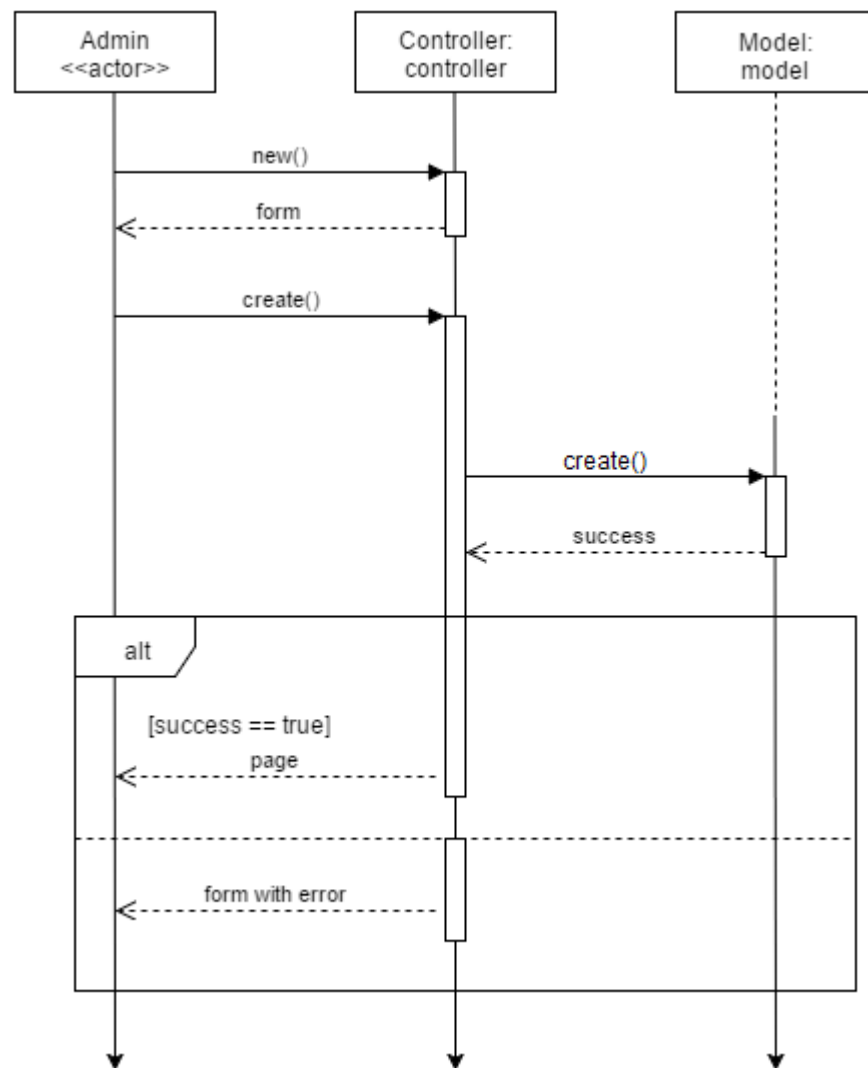 Admin
<<actor>>
Controller:
controller
Model:
model
new()
form
create()
create()
success
alt
[success == true]
page
form with error